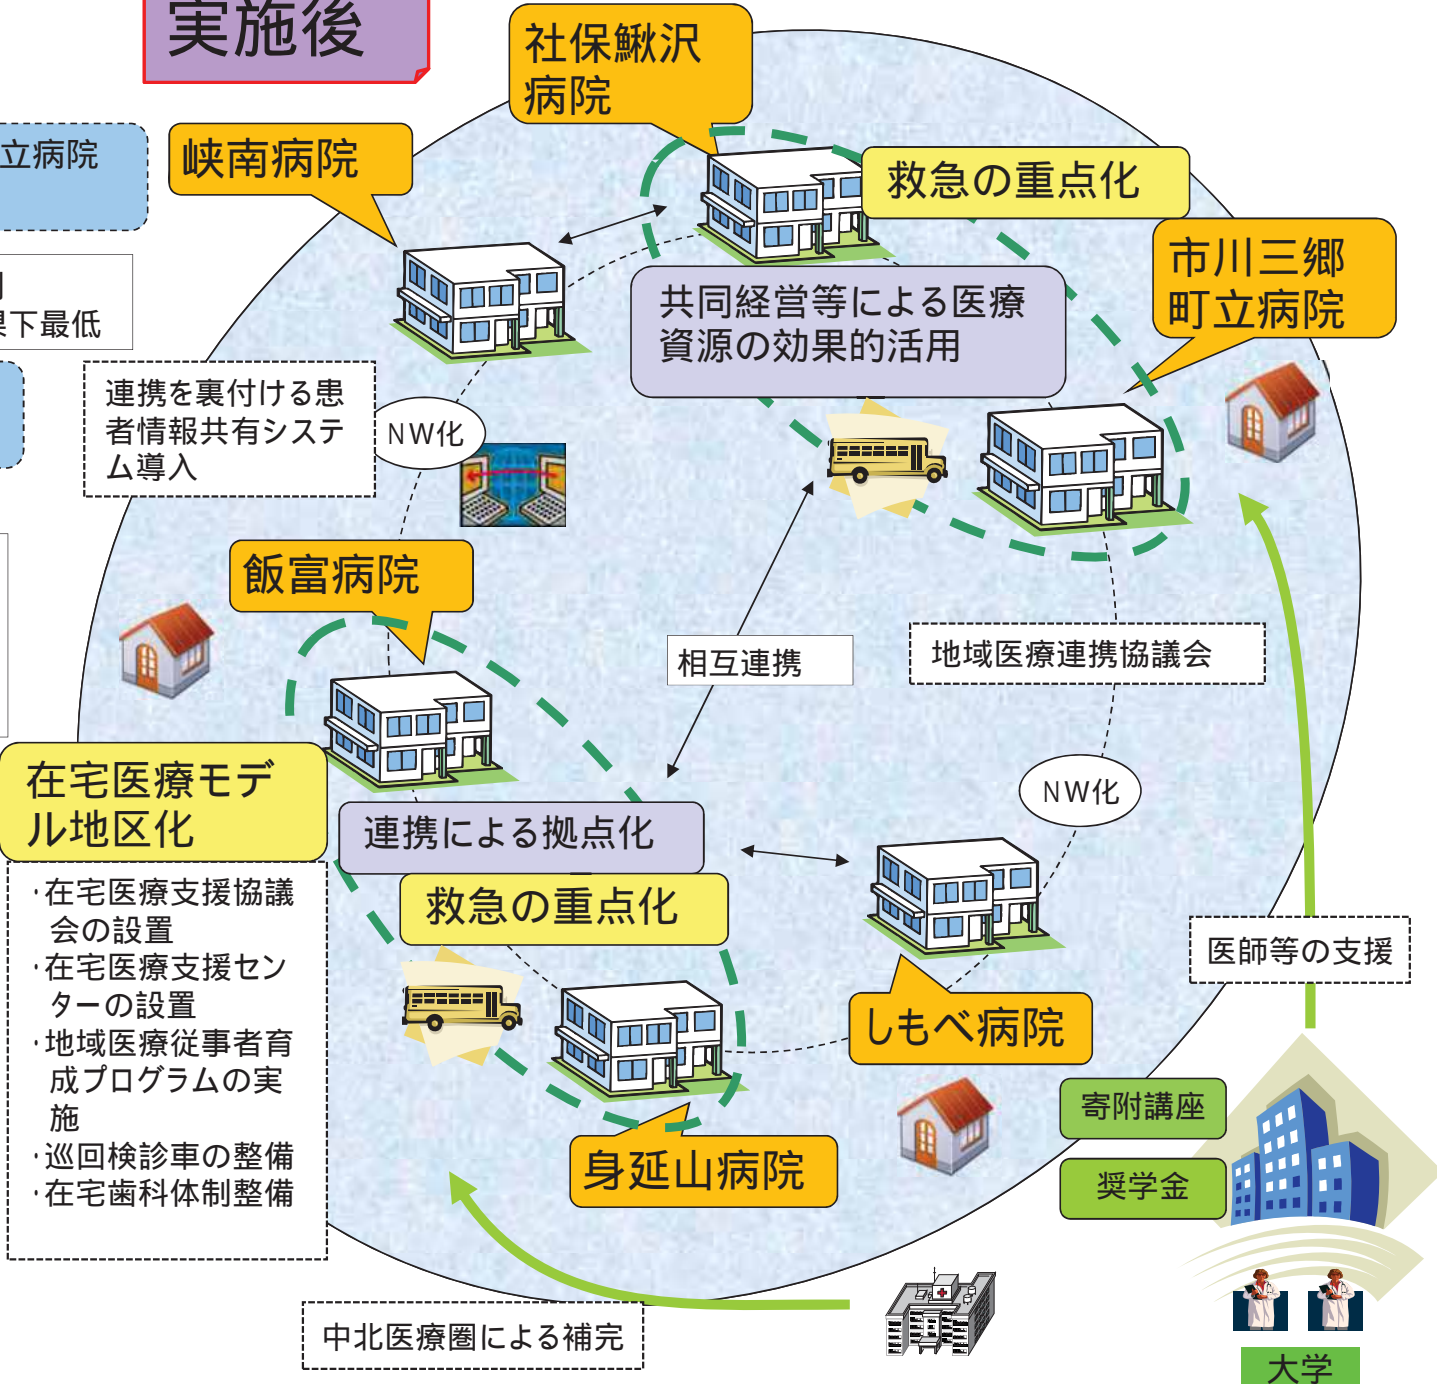 実施後
社保鰍沢
病院
立病院
峡南病院
救急の重点化
市川三郷
町立病院
県下最低
共同経営等による医療
資源の効果的活用
連携を裏付ける患
者情報共有システ
ム導入
NW化
飯富病院
相互連携
地域医療連携協議会
在宅医療モデ
ル地区化
NW化
連携による拠点化
救急の重点化
・在宅医療支援協議
会の設置
・在宅医療支援セン
ターの設置
・地域医療従事者育
成プログラムの実
施
・巡回検診車の整備
・在宅歯科体制整備
医師等の支援
しもべ病院
寄附講座
身延山病院
奨学金
中北医療圏による補完
大学